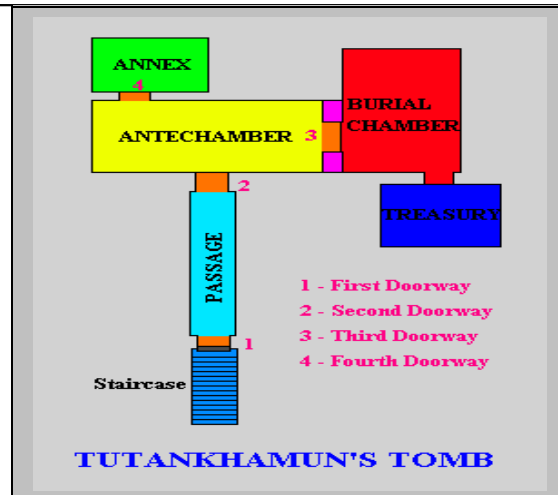 ANNEX
4
BURIAL
CHAMBER
ANTECHAMBER
3
2
TREASURY
PASSAGE
1 - First Doorway
2 - Second Doorway
3 - Third Doorway
4 - Fourth Doorway
1
Staircase
TUTANKHAMUN'S TOMB